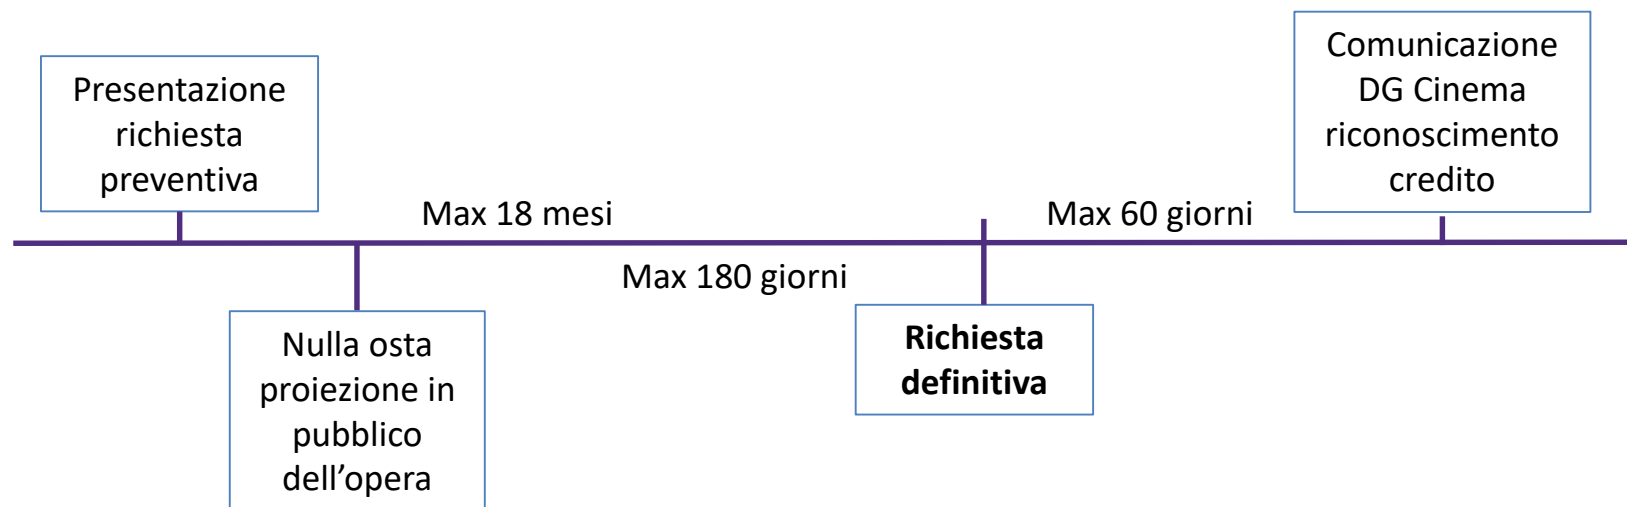 Presentazione
richiesta
preventiva
Comunicazione
DG Cinema
riconoscimento
credito
Max 18 mesi
Max 60 giorni
Max 180 giorni
Nulla osta
proiezione in
pubblico
dell’opera
Richiesta
definitiva